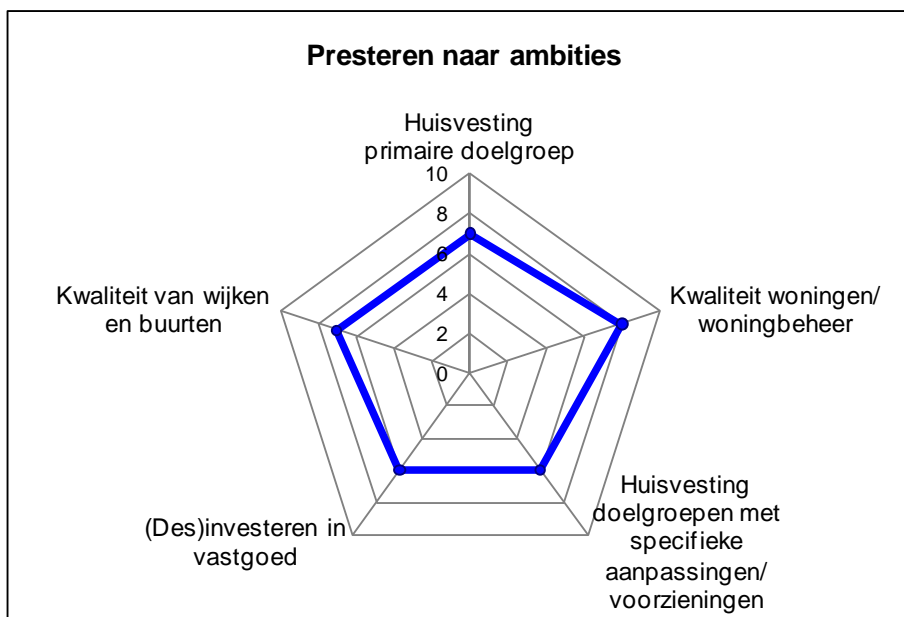 Presteren naar ambities
Huisvesting
primaire doelgroep
10
8
6
4
2
0
Kwaliteit woningen/
woningbeheer
Huisvesting
doelgroepen met
specifieke
aanpassingen/
voorzieningen
(Des)investeren in
vastgoed
Kwaliteit van wijken
en buurten